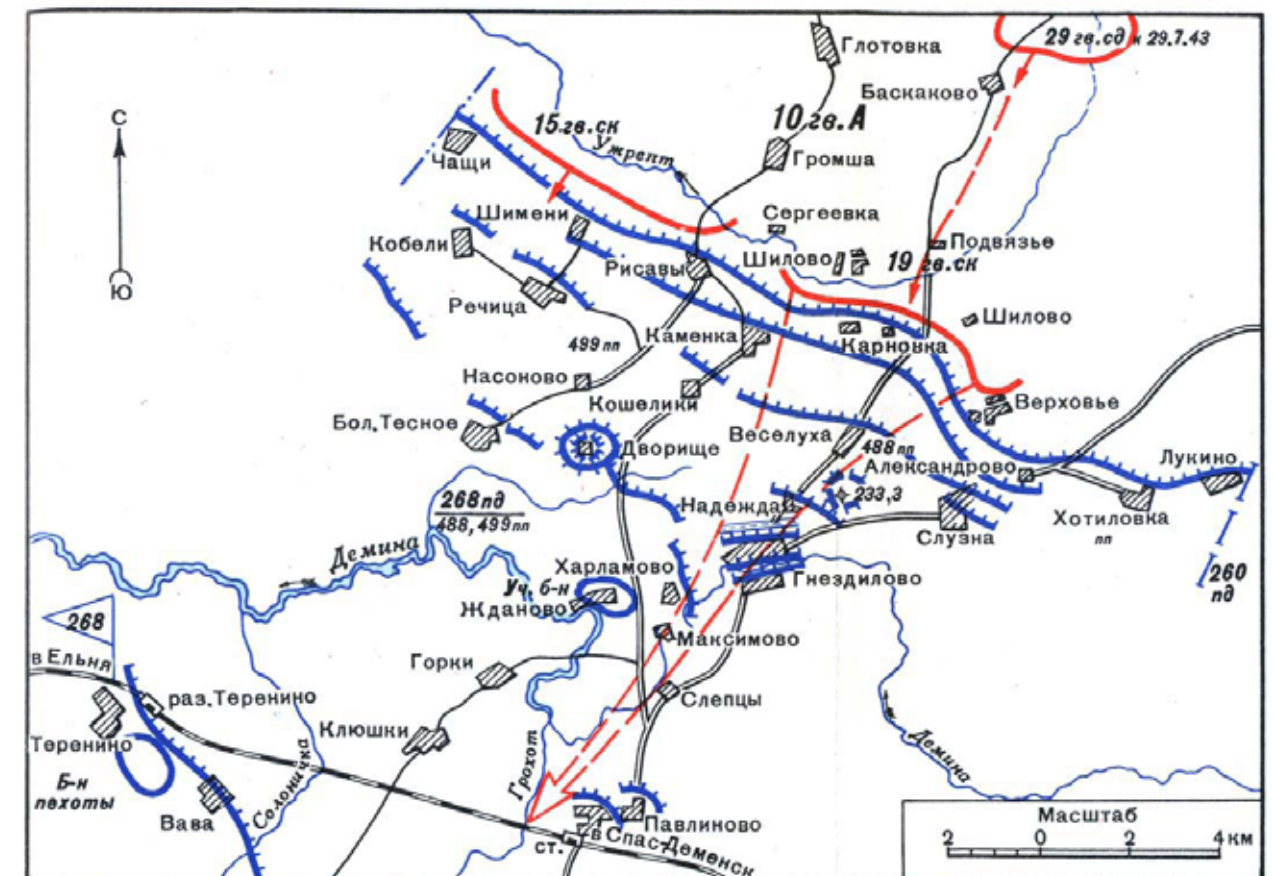 Глотовка
29 гв.сд к 29.7.43
Баскаково
С
15 гв.ск
10 гв.А
Ужрепт
Громша
Чащи
Шимени
Сергеевка
Кобели
Подвязье
Рисавы
Шилово
19 гв.ск
Ю
Речица
Шилово
Каменка
Карновка
499 пп
Насоново
Кошелики
Верховье
Бол. Тесное
Веселуха
Дворище
488 пп
Александрово
Лукино
268 пд
488, 499 пп
Надежда
233,3
Хотиловка
пп
Слузна
Демина
Харламово
Уч. б-н
Гнездилово
260
пд
Жданово
268
Максимово
в Ельня
Горки
раз. Теренино
Слепцы
Клюшки
Теренино
Демина
Грохот
Солоничка
Б-н
пехоты
Вава
Павлиново
в Спас-Деменск
ст.
Масштаб
2 0 2 4 км